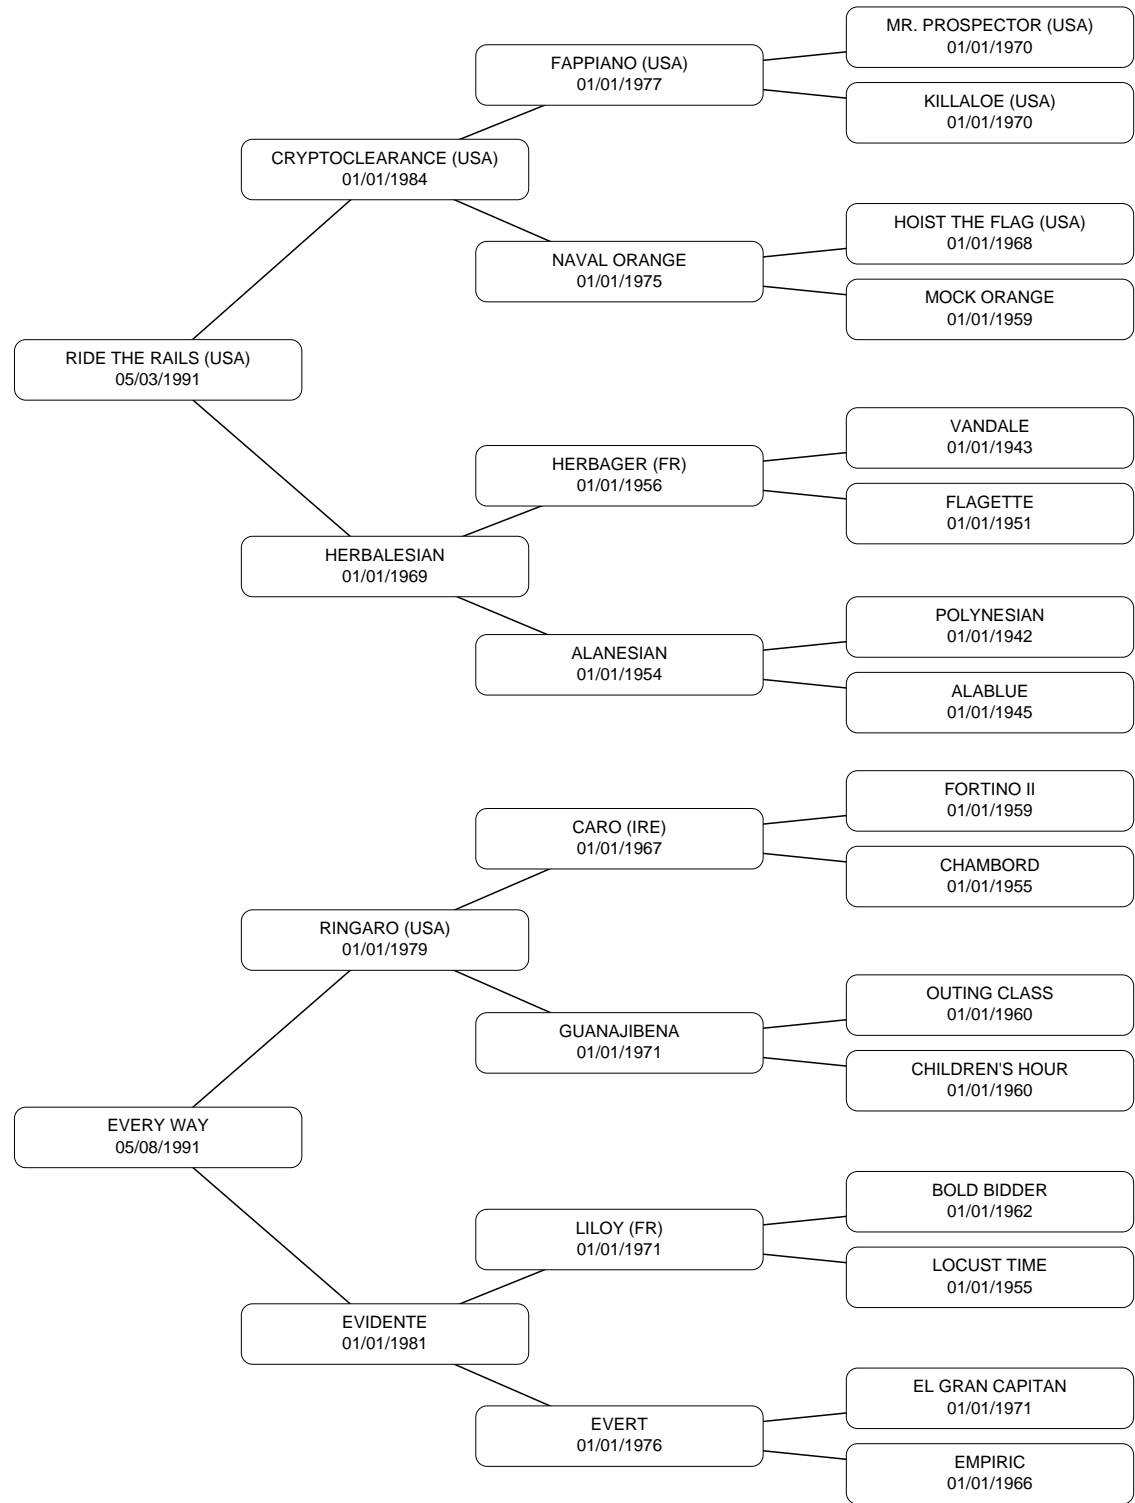 MR. PROSPECTOR (USA)
01/01/1970
FAPPIANO (USA)
01/01/1977
KILLALOE (USA)
01/01/1970
CRYPTOCLEARANCE (USA)
01/01/1984
HOIST THE FLAG (USA)
01/01/1968
NAVAL ORANGE
01/01/1975
MOCK ORANGE
01/01/1959
RIDE THE RAILS (USA)
05/03/1991
VANDALE
01/01/1943
HERBAGER (FR)
01/01/1956
FLAGETTE
01/01/1951
HERBALESIAN
01/01/1969
POLYNESIAN
01/01/1942
ALANESIAN
01/01/1954
ALABLUE
01/01/1945
FORTINO II
01/01/1959
CARO (IRE)
01/01/1967
CHAMBORD
01/01/1955
RINGARO (USA)
01/01/1979
OUTING CLASS
01/01/1960
GUANAJIBENA
01/01/1971
CHILDREN'S HOUR
01/01/1960
EVERY WAY
05/08/1991
BOLD BIDDER
01/01/1962
LILOY (FR)
01/01/1971
LOCUST TIME
01/01/1955
EVIDENTE
01/01/1981
EL GRAN CAPITAN
01/01/1971
EVERT
01/01/1976
EMPIRIC
01/01/1966